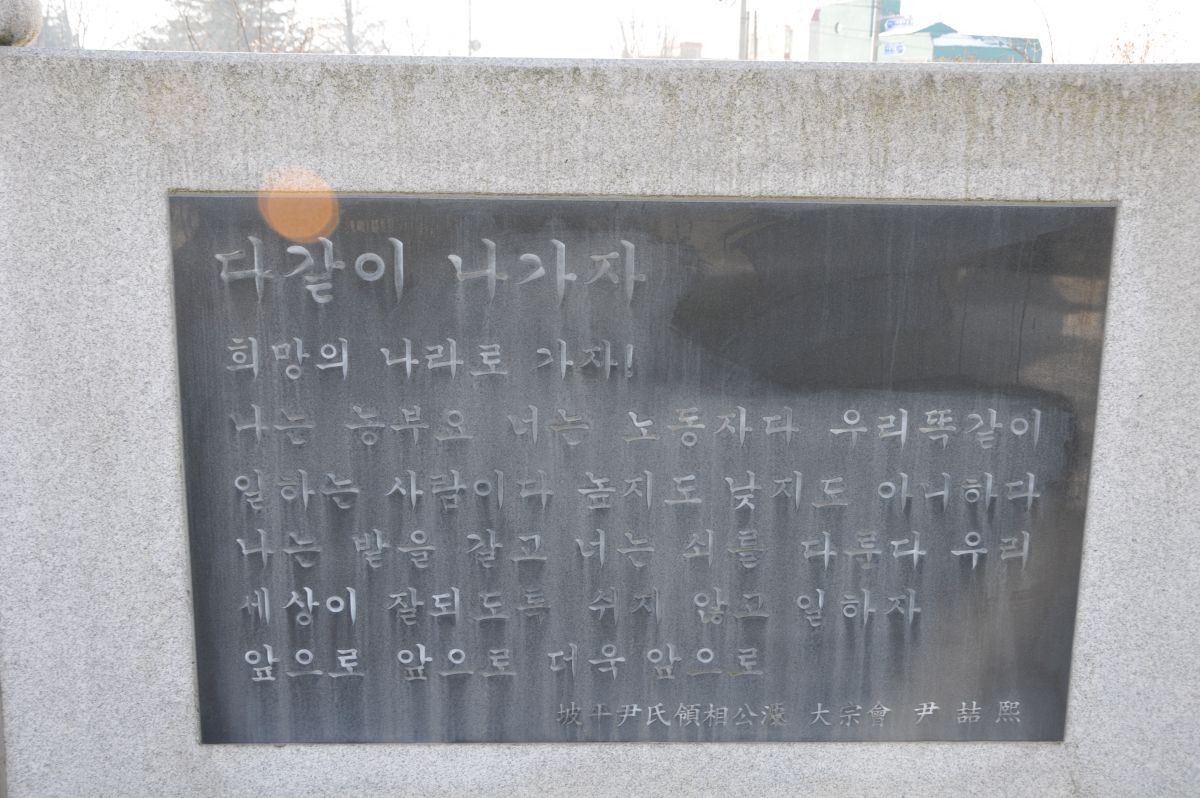 다같이 나가자
희망의 나라로 가자!
나는 농부요 너는 노동자다 우리똑같이
일하는 사람이다 높지도 낮지도 아니하다
나는 밭을 갈고 너는 쇠를 다룬다 우리
세상이 잘되도록 쉬지 않고 일하자
앞으로 앞으로 더욱 앞으로
坡平尹氏領相公派 大宗會 尹喆熙